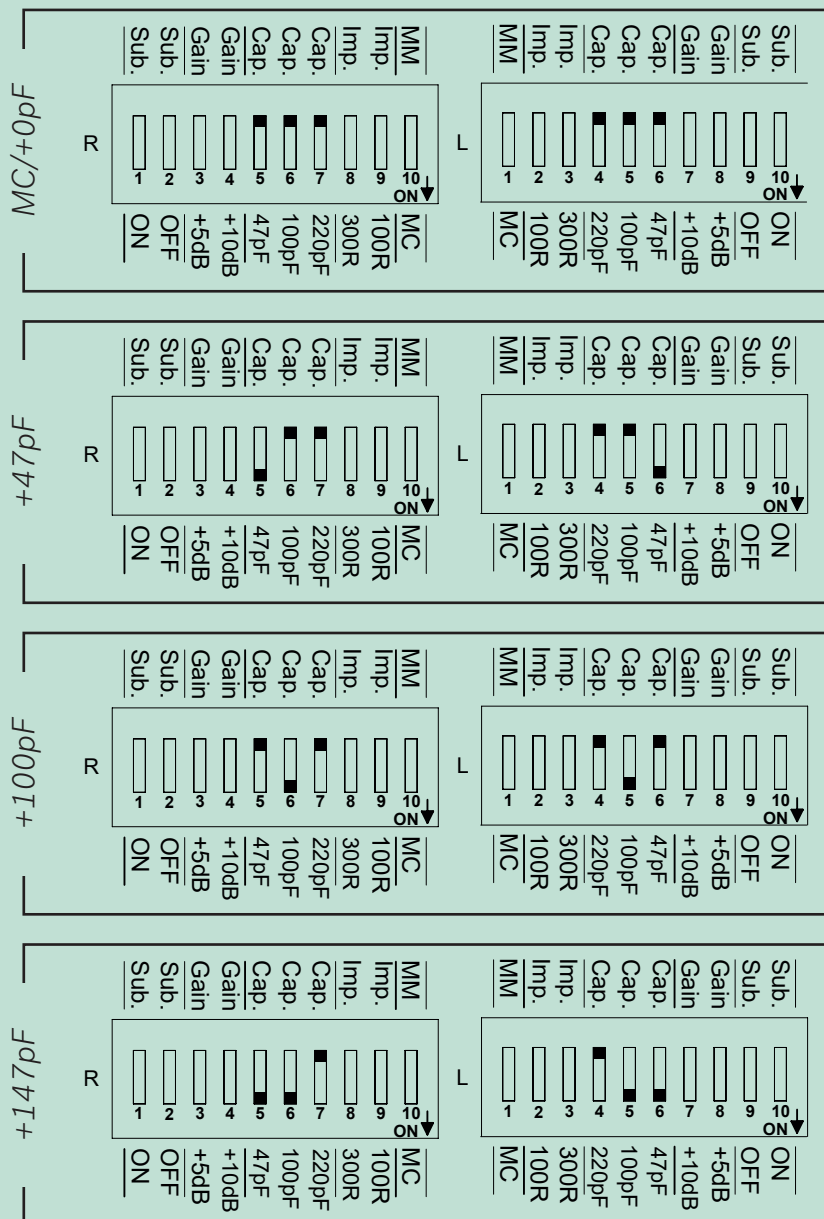 MC/+0pF
Sub. Sub. Gain Gain Cap. Cap. Cap. Imp. Imp. MM
R
1 2 3 4 5 6 7 8 9 10
ON
ON OFF +5dB +10dB 47pF 100pF 220pF 300R 100R MC
MM Imp. Imp. Cap. Cap. Cap. Gain Gain Sub. Sub.
L
1 2 3 4 5 6 7 8 9 10
ON
MC 100R 300R 220pF 100pF 47pF +10dB +5dB OFF ON
+47pF
Sub. Sub. Gain Gain Cap. Cap. Cap. Imp. Imp. MM
R
1 2 3 4 5 6 7 8 9 10
ON
ON OFF +5dB +10dB 47pF 100pF 220pF 300R 100R MC
MM Imp. Imp. Cap. Cap. Cap. Gain Gain Sub. Sub.
L
1 2 3 4 5 6 7 8 9 10
ON
MC 100R 300R 220pF 100pF 47pF +10dB +5dB OFF ON
+100pF
Sub. Sub. Gain Gain Cap. Cap. Cap. Imp. Imp. MM
R
1 2 3 4 5 6 7 8 9 10
ON
ON OFF +5dB +10dB 47pF 100pF 220pF 300R 100R MC
MM Imp. Imp. Cap. Cap. Cap. Gain Gain Sub. Sub.
L
1 2 3 4 5 6 7 8 9 10
ON
MC 100R 300R 220pF 100pF 47pF +10dB +5dB OFF ON
+147pF
Sub. Sub. Gain Gain Cap. Cap. Cap. Imp. Imp. MM
R
1 2 3 4 5 6 7 8 9 10
ON
ON OFF +5dB +10dB 47pF 100pF 220pF 300R 100R MC
MM Imp. Imp. Cap. Cap. Cap. Gain Gain Sub. Sub.
L
1 2 3 4 5 6 7 8 9 10
ON
MC 100R 300R 220pF 100pF 47pF +10dB +5dB OFF ON